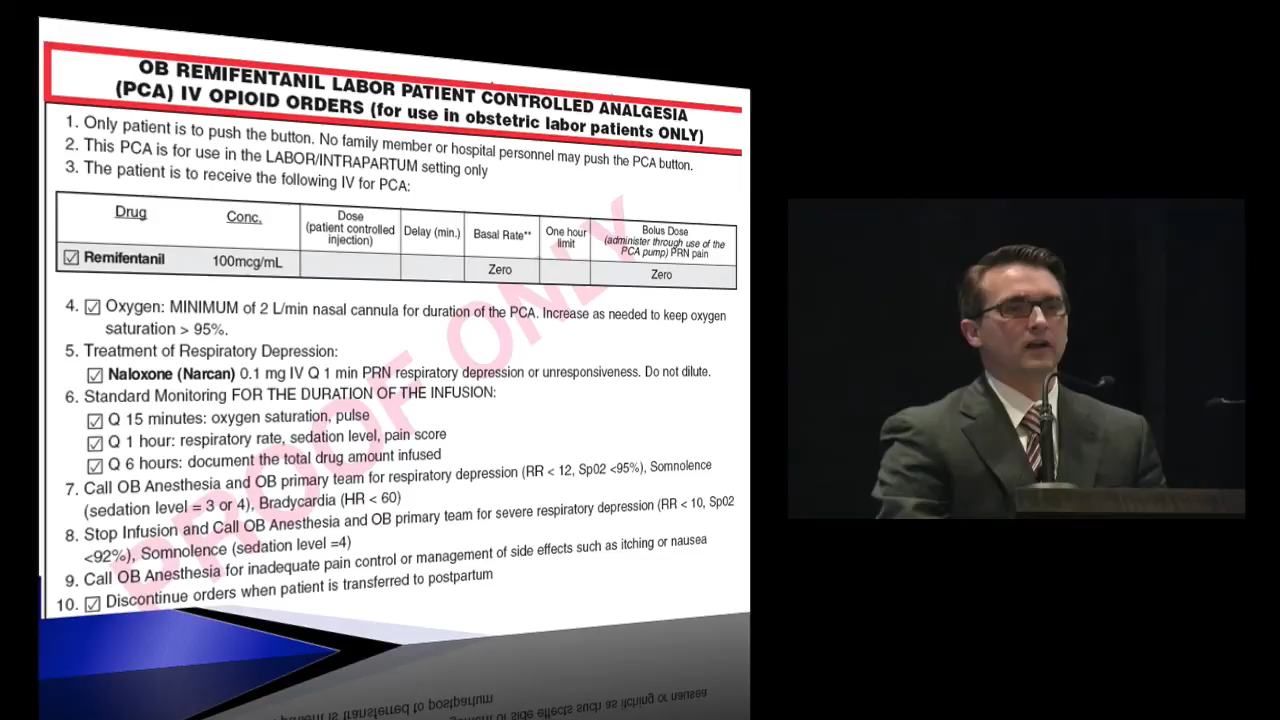 OB REMIFENTANIL LABOR PATIENT CONTROLLED ANALGESIA
(PCA) IV OPIOID ORDERS (for use in obstetric labor patients ONLY)
1. Only patient is to push the button. No family member or hospital personnel may push the PCA button.
2. This PCA is for use in the LABOR/INTRAPARTUM setting only
3. The patient is to receive the following IV for PCA:
Drug
Conc.
Dose
(patient controlled
injection)
Delay (min.)
Basal Rate**
One hour
limit
Bolus Dose
(administer through use of the
PCA pump) PRN pain
Remifentanil
100mcg/mL
Zero
Zero
4. Oxygen: MINIMUM of 2 L/min nasal cannula for duration of the PCA. Increase as needed to keep oxygen
saturation > 95%.
5. Treatment of Respiratory Depression:
Naloxone (Narcan) 0.1 mg IV Q 1 min PRN respiratory depression or unresponsiveness. Do not dilute.
6. Standard Monitoring FOR THE DURATION OF THE INFUSION:
Q 15 minutes: oxygen saturation, pulse
Q 1 hour: respiratory rate, sedation level, pain score
Q 6 hours: document the total drug amount infused
7. Call OB Anesthesia and OB primary team for respiratory depression (RR < 12, Sp02 <95%), Somnolence
(sedation level = 3 or 4), Bradycardia (HR < 60)
8. Stop Infusion and Call OB Anesthesia and OB primary team for severe respiratory depression (RR < 10, Sp02
<92%), Somnolence (sedation level =4)
9. Call OB Anesthesia for inadequate pain control or management of side effects such as itching or nausea
10. Discontinue orders when patient is transferred to postpartum
PROOF ONLY